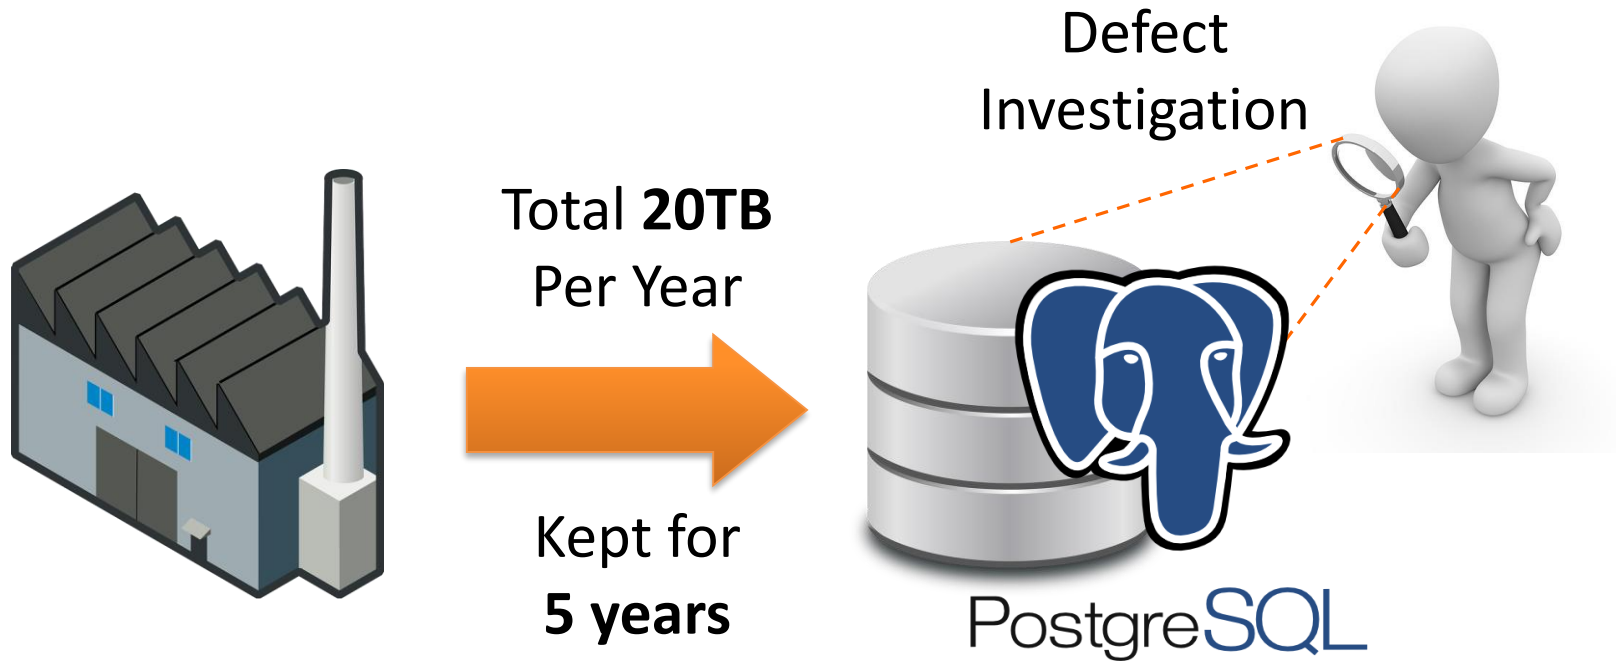 Defect
Investigation
Total 20TB
Per Year
Kept for
5 years
PostgreSQL